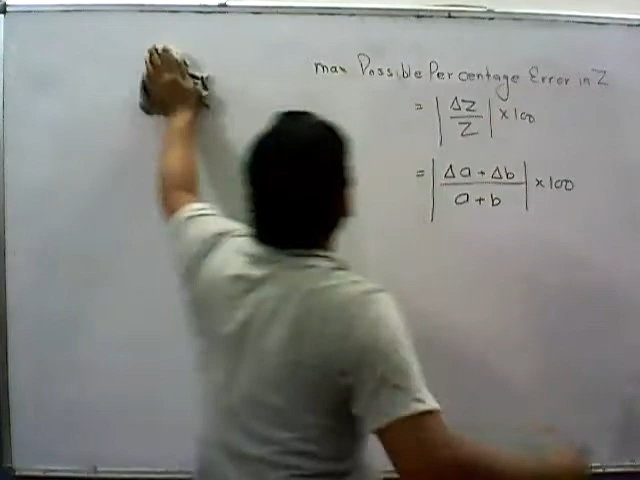 max Possible Percentage Error in Z
= | ΔZ / Z | × 100
= | Δa + Δb / a + b | × 100